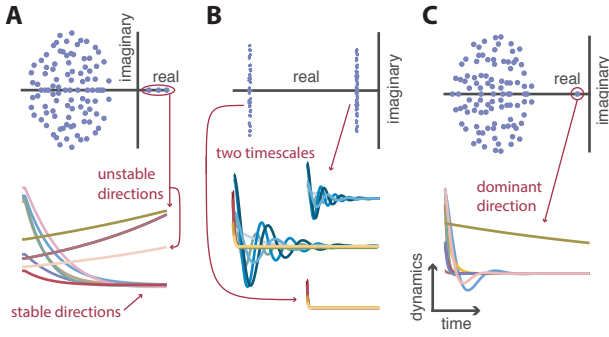 A
imaginary
real
unstable
directions
stable directions
B
real
imaginary
two timescales
C
real
imaginary
dominant
direction
dynamics
time